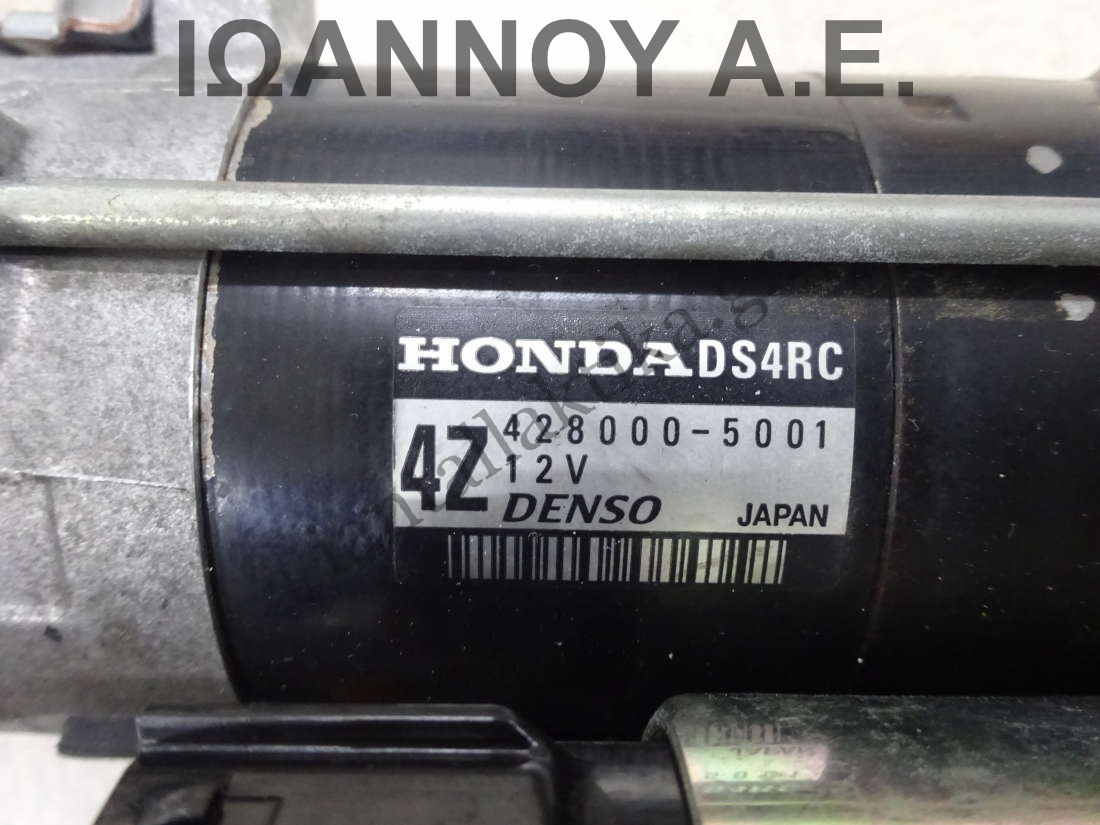 ΙΩΑΝΝΟΥ Α.Ε.
HONDA DS4RC
4Z 428000-5001
12V
DENSO JAPAN